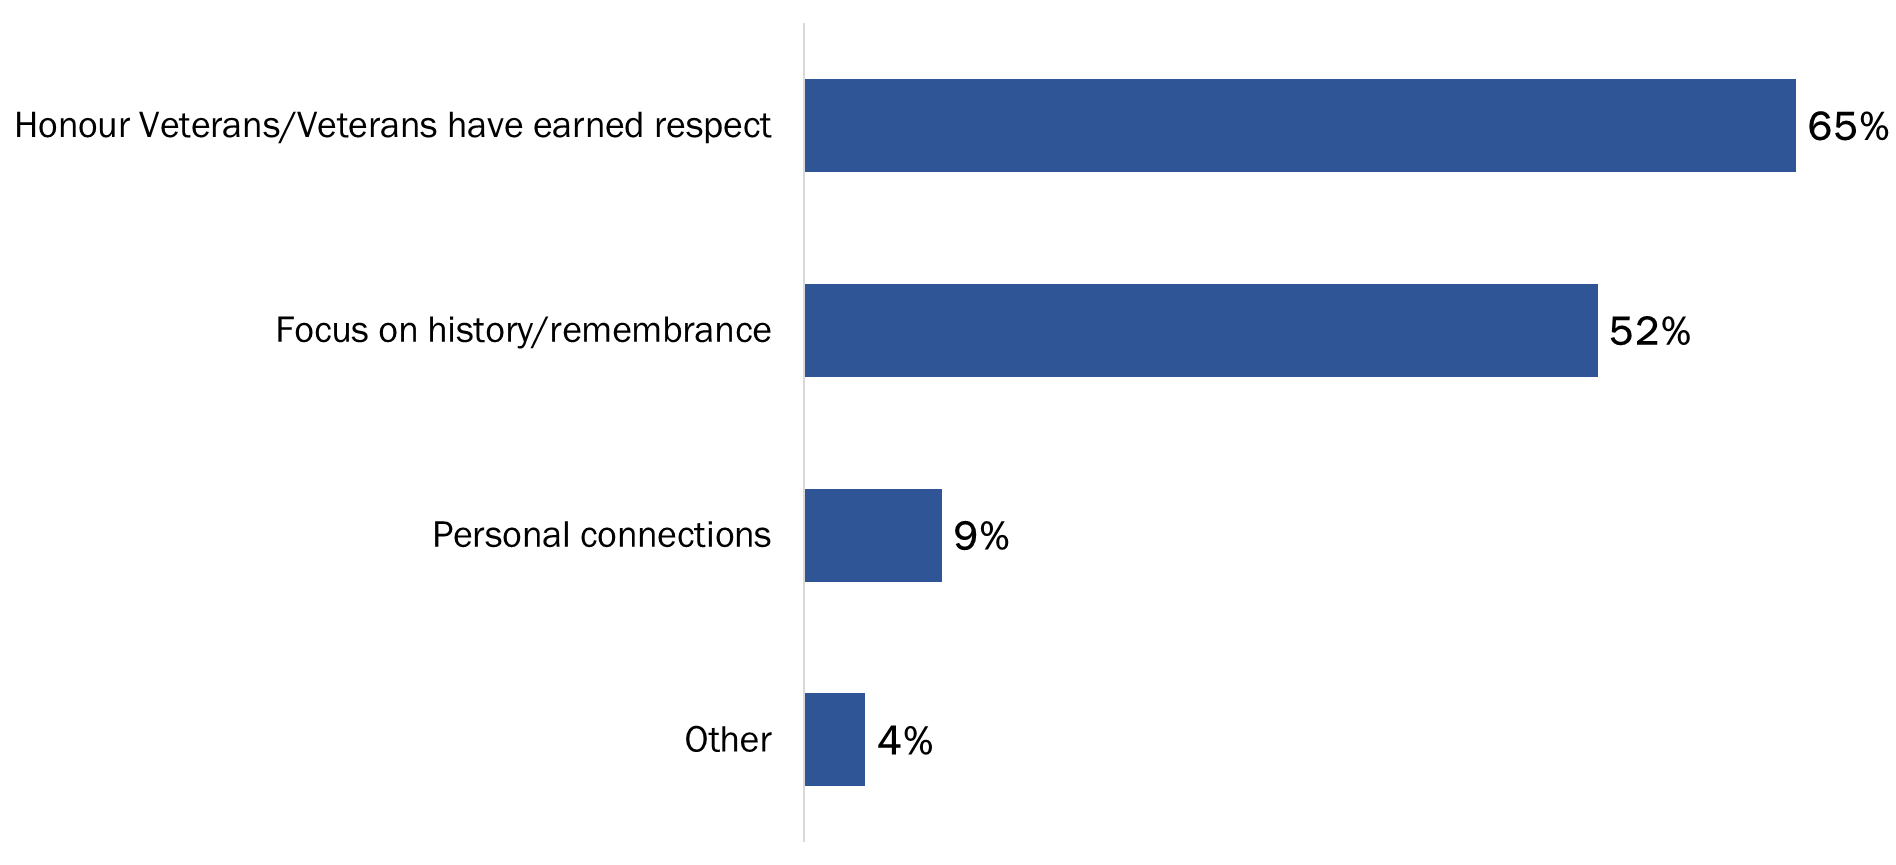 Honour Veterans/Veterans have earned respect 65%
Focus on history/remembrance 52%
Personal connections 9%
Other 4%